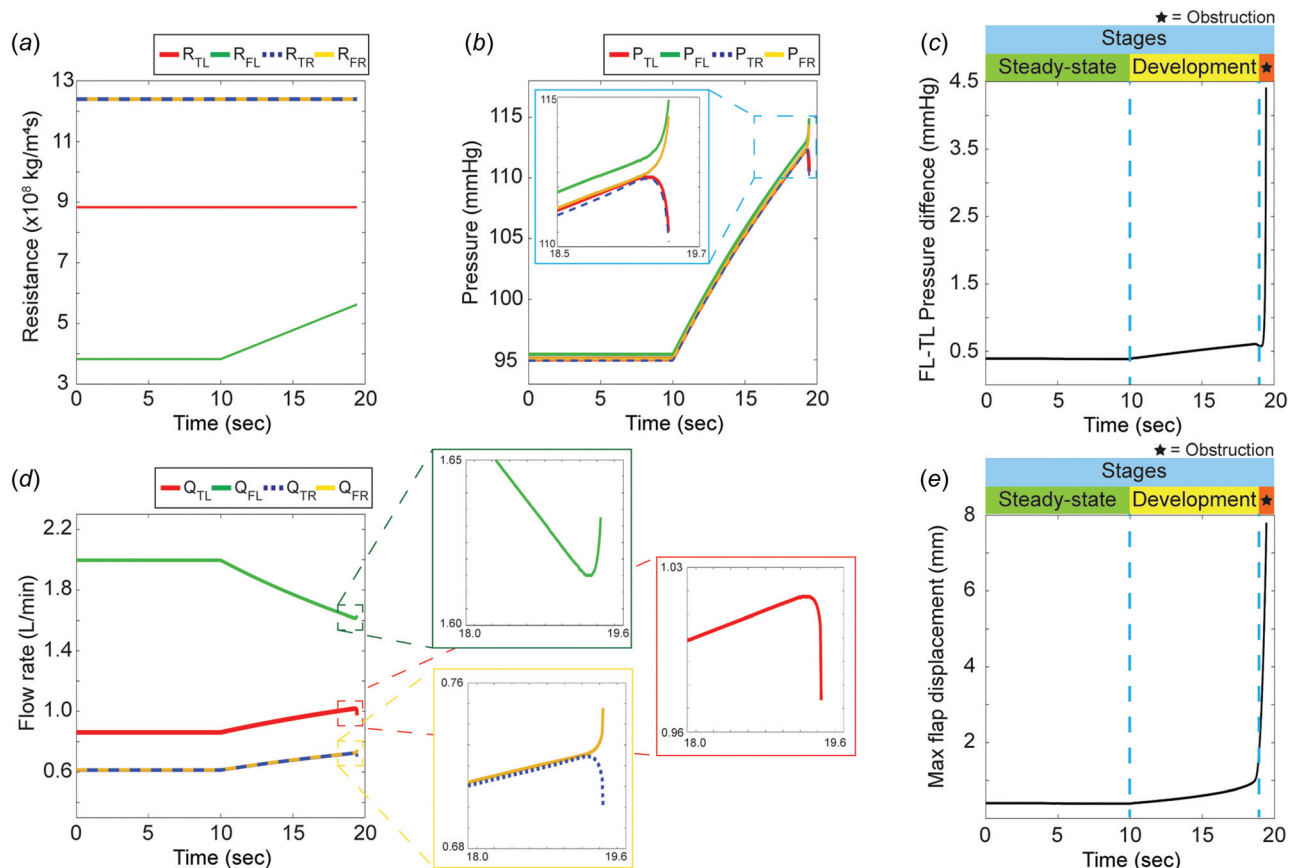 (a)
R_TL R_FL R_TR R_FR
13
11
9
7
5
3
Resistance (x10⁸ kg/m⁴s)
0 5 10 15 20
Time (sec)
(b)
P_TL P_FL P_TR P_FR
115
110
105
100
95
Pressure (mmHg)
115
110
18.5 19.7
0 5 10 15 20
Time (sec)
(c)
★ = Obstruction
Stages
Steady-state Development ★
4.5
3.5
2.5
1.5
0.5
FL-TL Pressure diffence (mmHg)
0 5 10 15 20
Time (sec)
(d)
Q_TL Q_FL Q_TR Q_FR
2.2
1.8
1.4
1.0
0.6
Flow rate (L/min)
0 5 10 15 20
Time (sec)
1.65
1.60
18.0 19.6
1.03
0.96
18.0 19.6
0.76
0.68
18.0 19.6
(e)
★ = Obstruction
Stages
Steady-state Development ★
8
6
4
2
Max flap displacement (mm)
0 5 10 15 20
Time (sec)